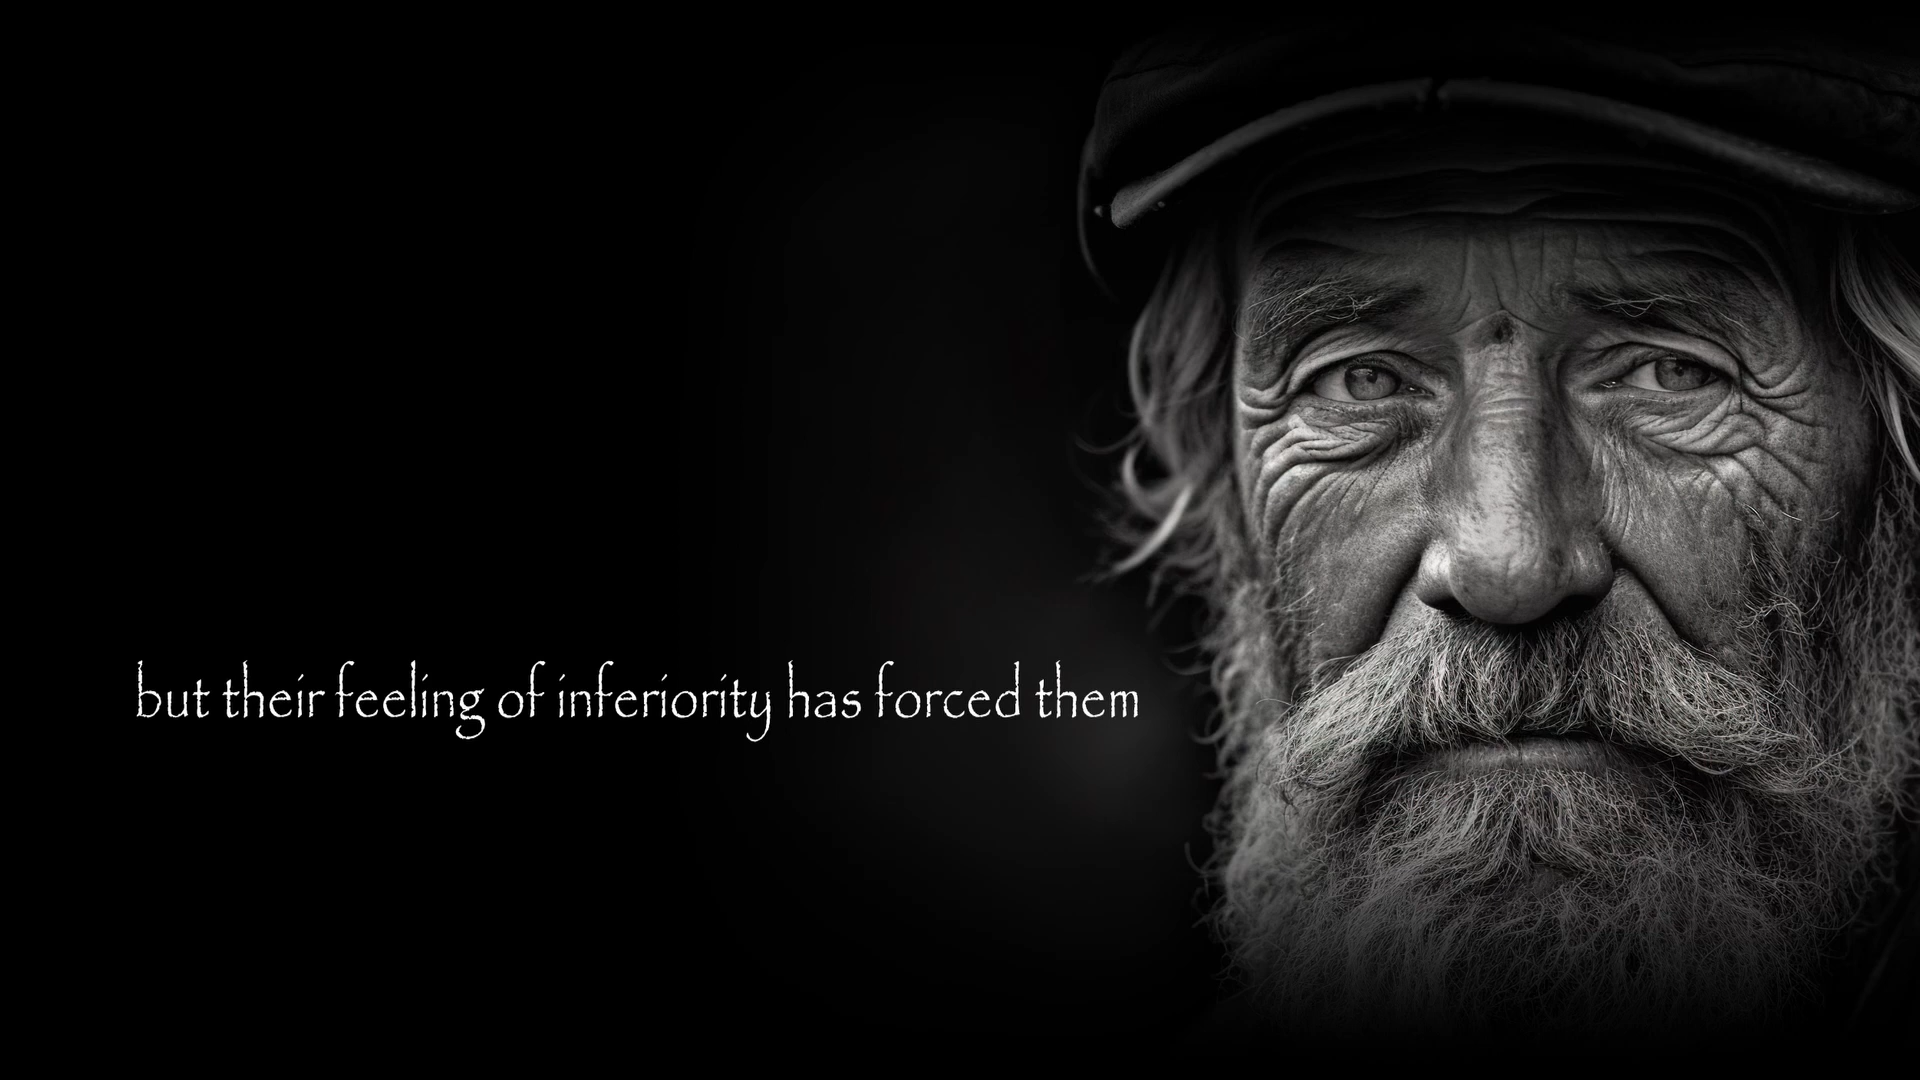 but their feeling of inferiority has forced them